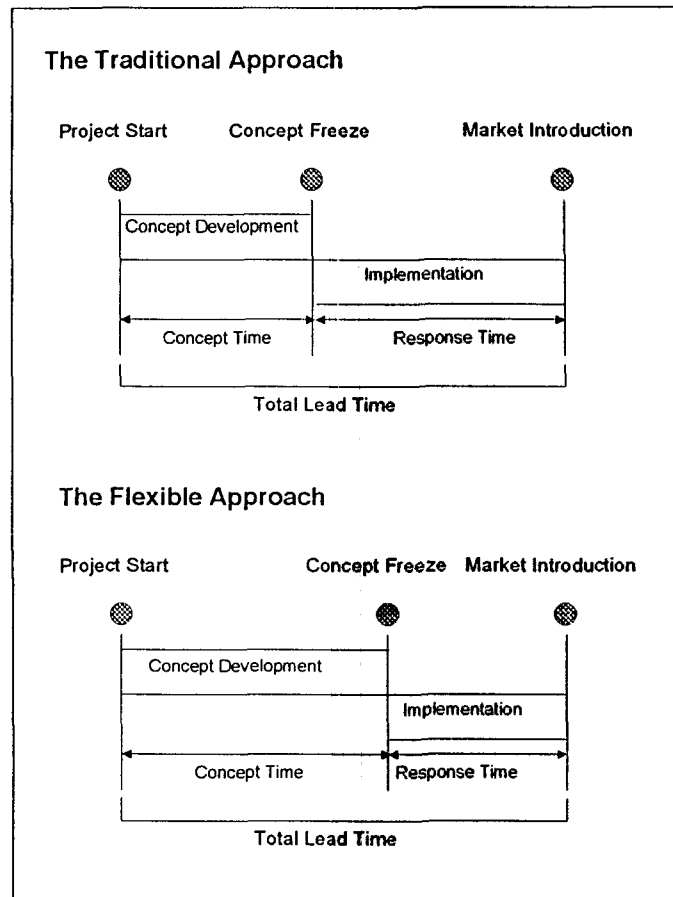 The Traditional Approach
Project Start Concept Freeze Market Introduction
Concept Development
Implementation
Concept Time Response Time
Total Lead Time
The Flexible Approach
Project Start Concept Freeze Market Introduction
Concept Development
Implementation
Concept Time Response Time
Total Lead Time